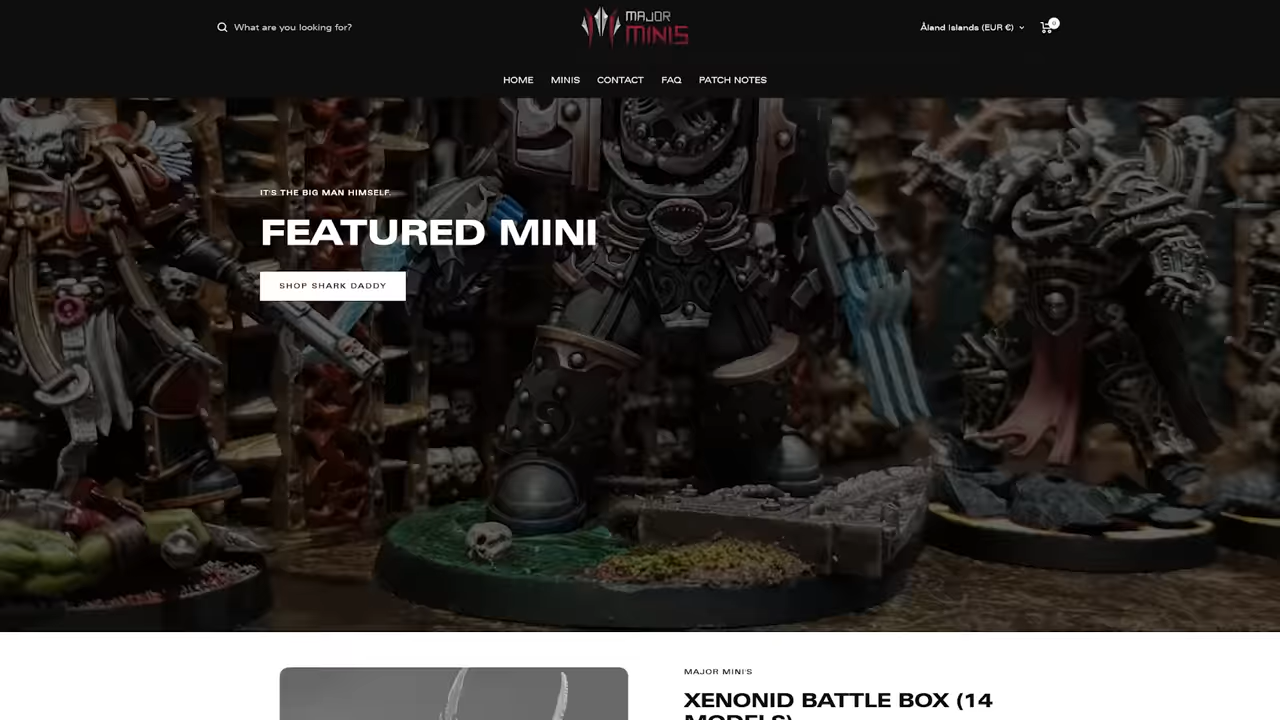 What are you looking for?
MAJOR
MINIS
Åland Islands (EUR €)
0
HOME
MINIS
CONTACT
FAQ
PATCH NOTES
IT'S THE BIG MAN HIMSELF.
FEATURED MINI
SHOP SHARK DADDY
MAJOR MINI'S
XENONID BATTLE BOX (14
MODELS)